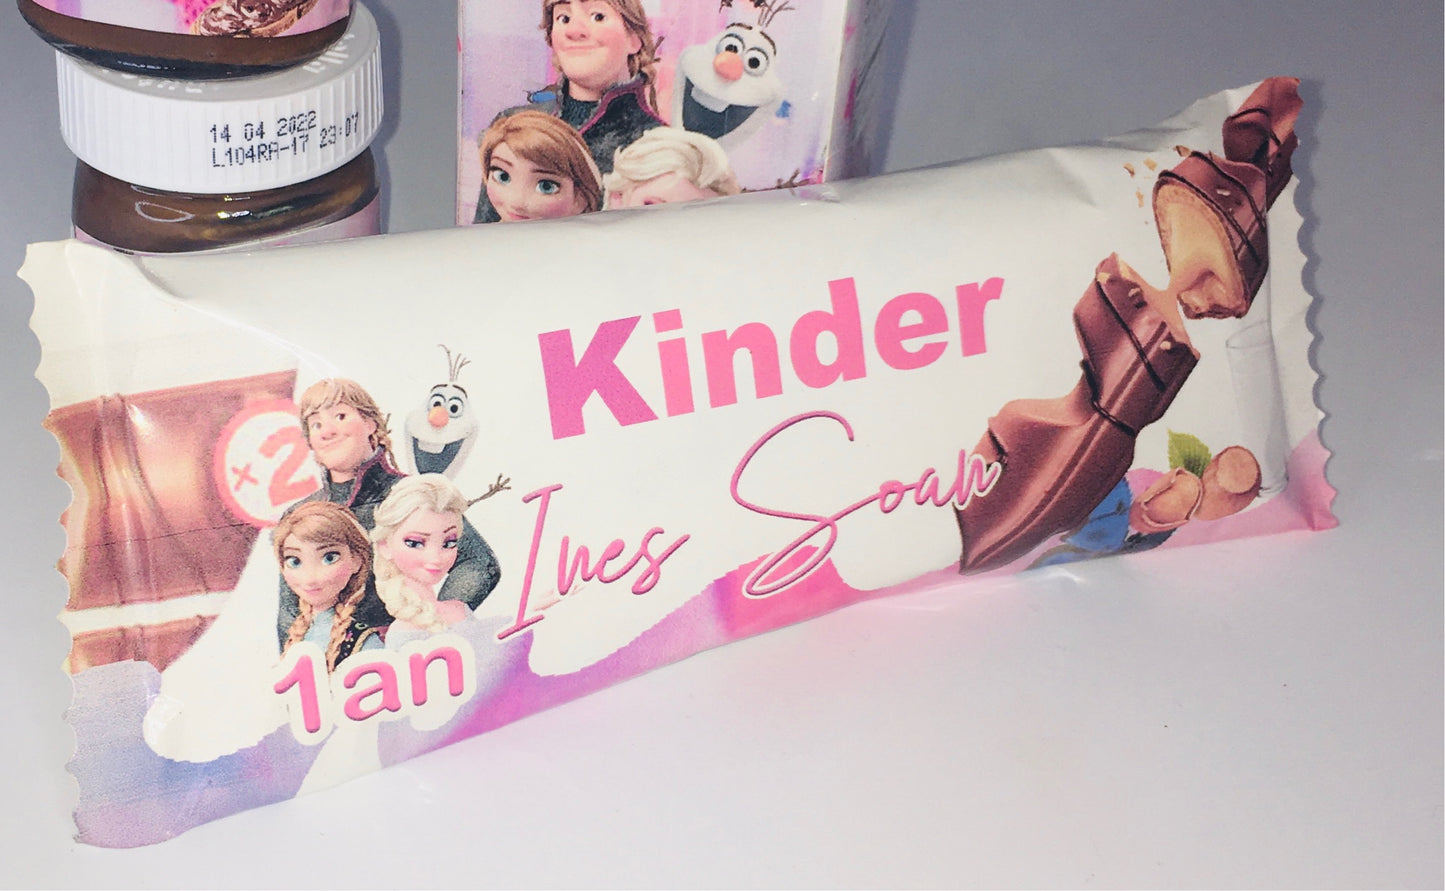 14 04 2022
L104RA-17 23:07
Kinder
×2
Ines Soan
1an